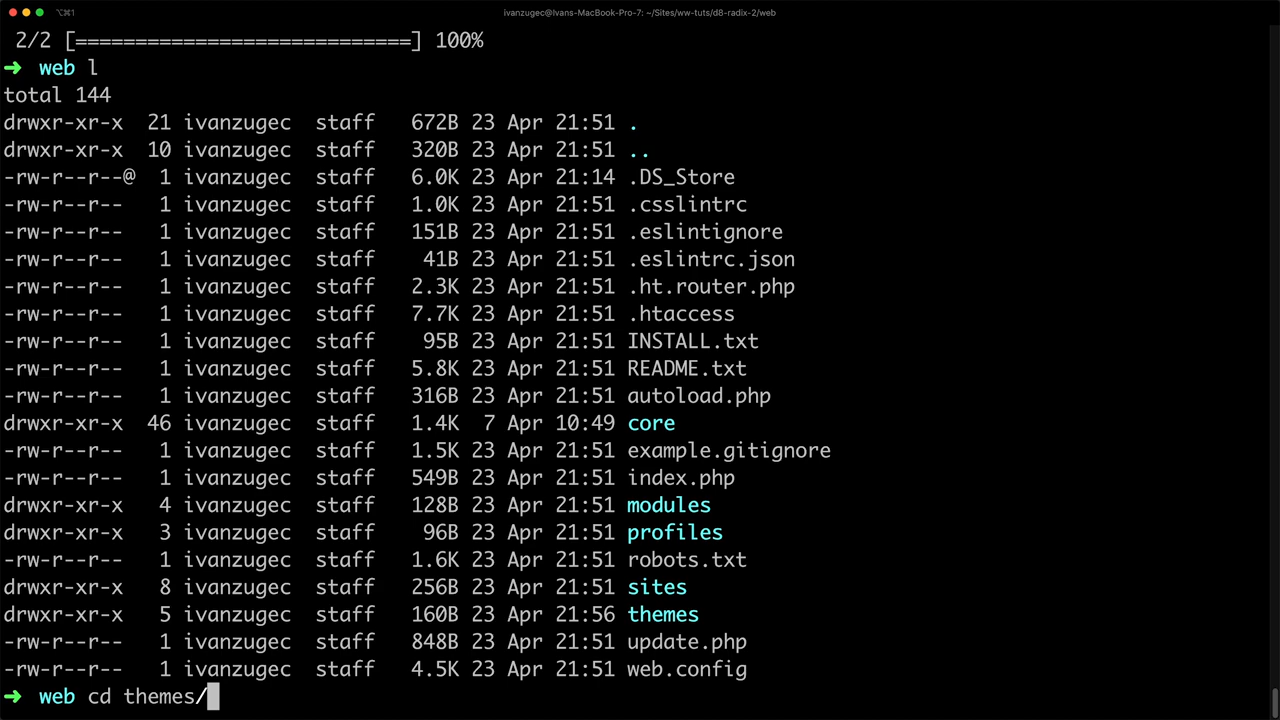 ⌥⌘1
ivanzugec@Ivans-MacBook-Pro-7: ~/Sites/ww-tuts/d8-radix-2/web
2/2 [============================] 100%
➜ web l
total 144
drwxr-xr-x 21 ivanzugec staff 672B 23 Apr 21:51 .
drwxr-xr-x 10 ivanzugec staff 320B 23 Apr 21:51 ..
-rw-r--r--@ 1 ivanzugec staff 6.0K 23 Apr 21:14 .DS_Store
-rw-r--r-- 1 ivanzugec staff 1.0K 23 Apr 21:51 .csslintrc
-rw-r--r-- 1 ivanzugec staff 151B 23 Apr 21:51 .eslintignore
-rw-r--r-- 1 ivanzugec staff 41B 23 Apr 21:51 .eslintrc.json
-rw-r--r-- 1 ivanzugec staff 2.3K 23 Apr 21:51 .ht.router.php
-rw-r--r-- 1 ivanzugec staff 7.7K 23 Apr 21:51 .htaccess
-rw-r--r-- 1 ivanzugec staff 95B 23 Apr 21:51 INSTALL.txt
-rw-r--r-- 1 ivanzugec staff 5.8K 23 Apr 21:51 README.txt
-rw-r--r-- 1 ivanzugec staff 316B 23 Apr 21:51 autoload.php
drwxr-xr-x 46 ivanzugec staff 1.4K 7 Apr 10:49 core
-rw-r--r-- 1 ivanzugec staff 1.5K 23 Apr 21:51 example.gitignore
-rw-r--r-- 1 ivanzugec staff 549B 23 Apr 21:51 index.php
drwxr-xr-x 4 ivanzugec staff 128B 23 Apr 21:51 modules
drwxr-xr-x 3 ivanzugec staff 96B 23 Apr 21:51 profiles
-rw-r--r-- 1 ivanzugec staff 1.6K 23 Apr 21:51 robots.txt
drwxr-xr-x 8 ivanzugec staff 256B 23 Apr 21:51 sites
drwxr-xr-x 5 ivanzugec staff 160B 23 Apr 21:56 themes
-rw-r--r-- 1 ivanzugec staff 848B 23 Apr 21:51 update.php
-rw-r--r-- 1 ivanzugec staff 4.5K 23 Apr 21:51 web.config
➜ web cd themes/